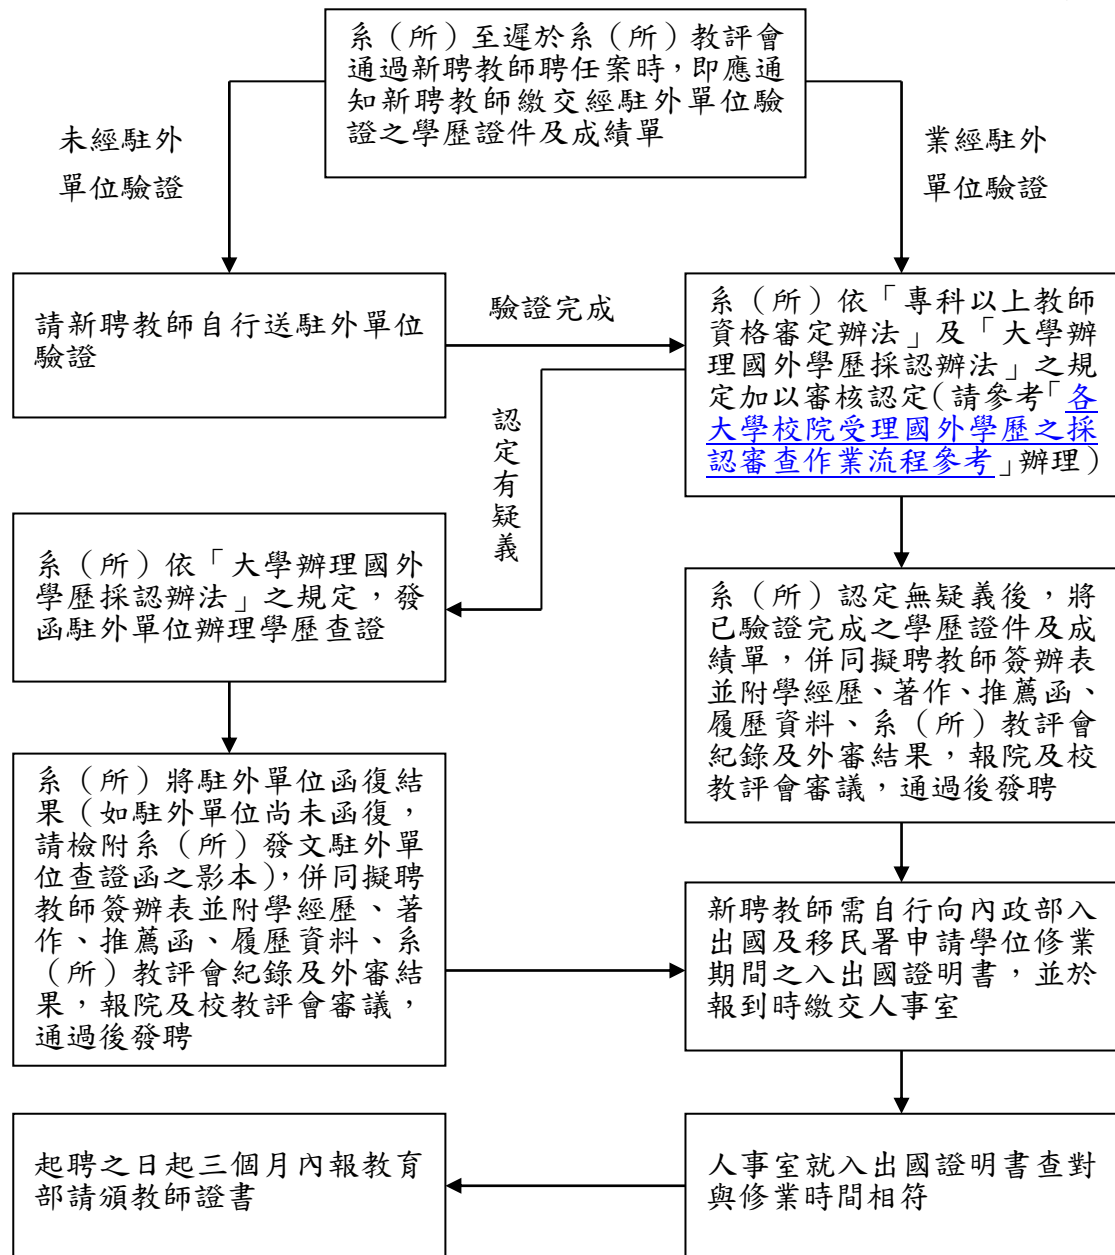 系（所）至遲於系（所）教評會
通過新聘教師聘任案時，即應通
知新聘教師繳交經駐外單位驗
證之學歷證件及成績單
未經駐外
單位驗證
業經駐外
單位驗證
請新聘教師自行送駐外單位
驗證
驗證完成
系（所）依「專科以上教師
資格審定辦法」及「大學辦
理國外學歷採認辦法」之規
定加以審核認定(請參考「各
大學校院受理國外學歷之採
認審查作業流程參考」辦理）
認定有疑義
系（所）依「大學辦理國外
學歷採認辦法」之規定，發
函駐外單位辦理學歷查證
系（所）認定無疑義後，將
已驗證完成之學歷證件及成
績單，併同擬聘教師簽辦表
並附學經歷、著作、推薦函、
履歷資料、系（所）教評會
紀錄及外審結果，報院及校
教評會審議，通過後發聘
系（所）將駐外單位函復結
果（如駐外單位尚未函復，
請檢附系（所）發文駐外單
位查證函之影本），併同擬聘
教師簽辦表並附學經歷、著
作、推薦函、履歷資料、系
（所）教評會紀錄及外審結
果，報院及校教評會審議，
通過後發聘
新聘教師需自行向內政部入
出國及移民署申請學位修業
期間之入出國證明書，並於
報到時繳交人事室
起聘之日起三個月內報教育
部請頒教師證書
人事室就入出國證明書查對
與修業時間相符